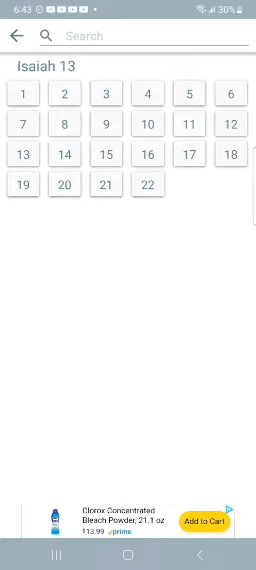 6:43
30%
Search
Isaiah 13
1 2 3 4 5 6
7 8 9 10 11 12
13 14 15 16 17 18
19 20 21 22
Clorox Concentrated
Bleach Powder, 21.1 oz
$13.99 prime
Add to Cart